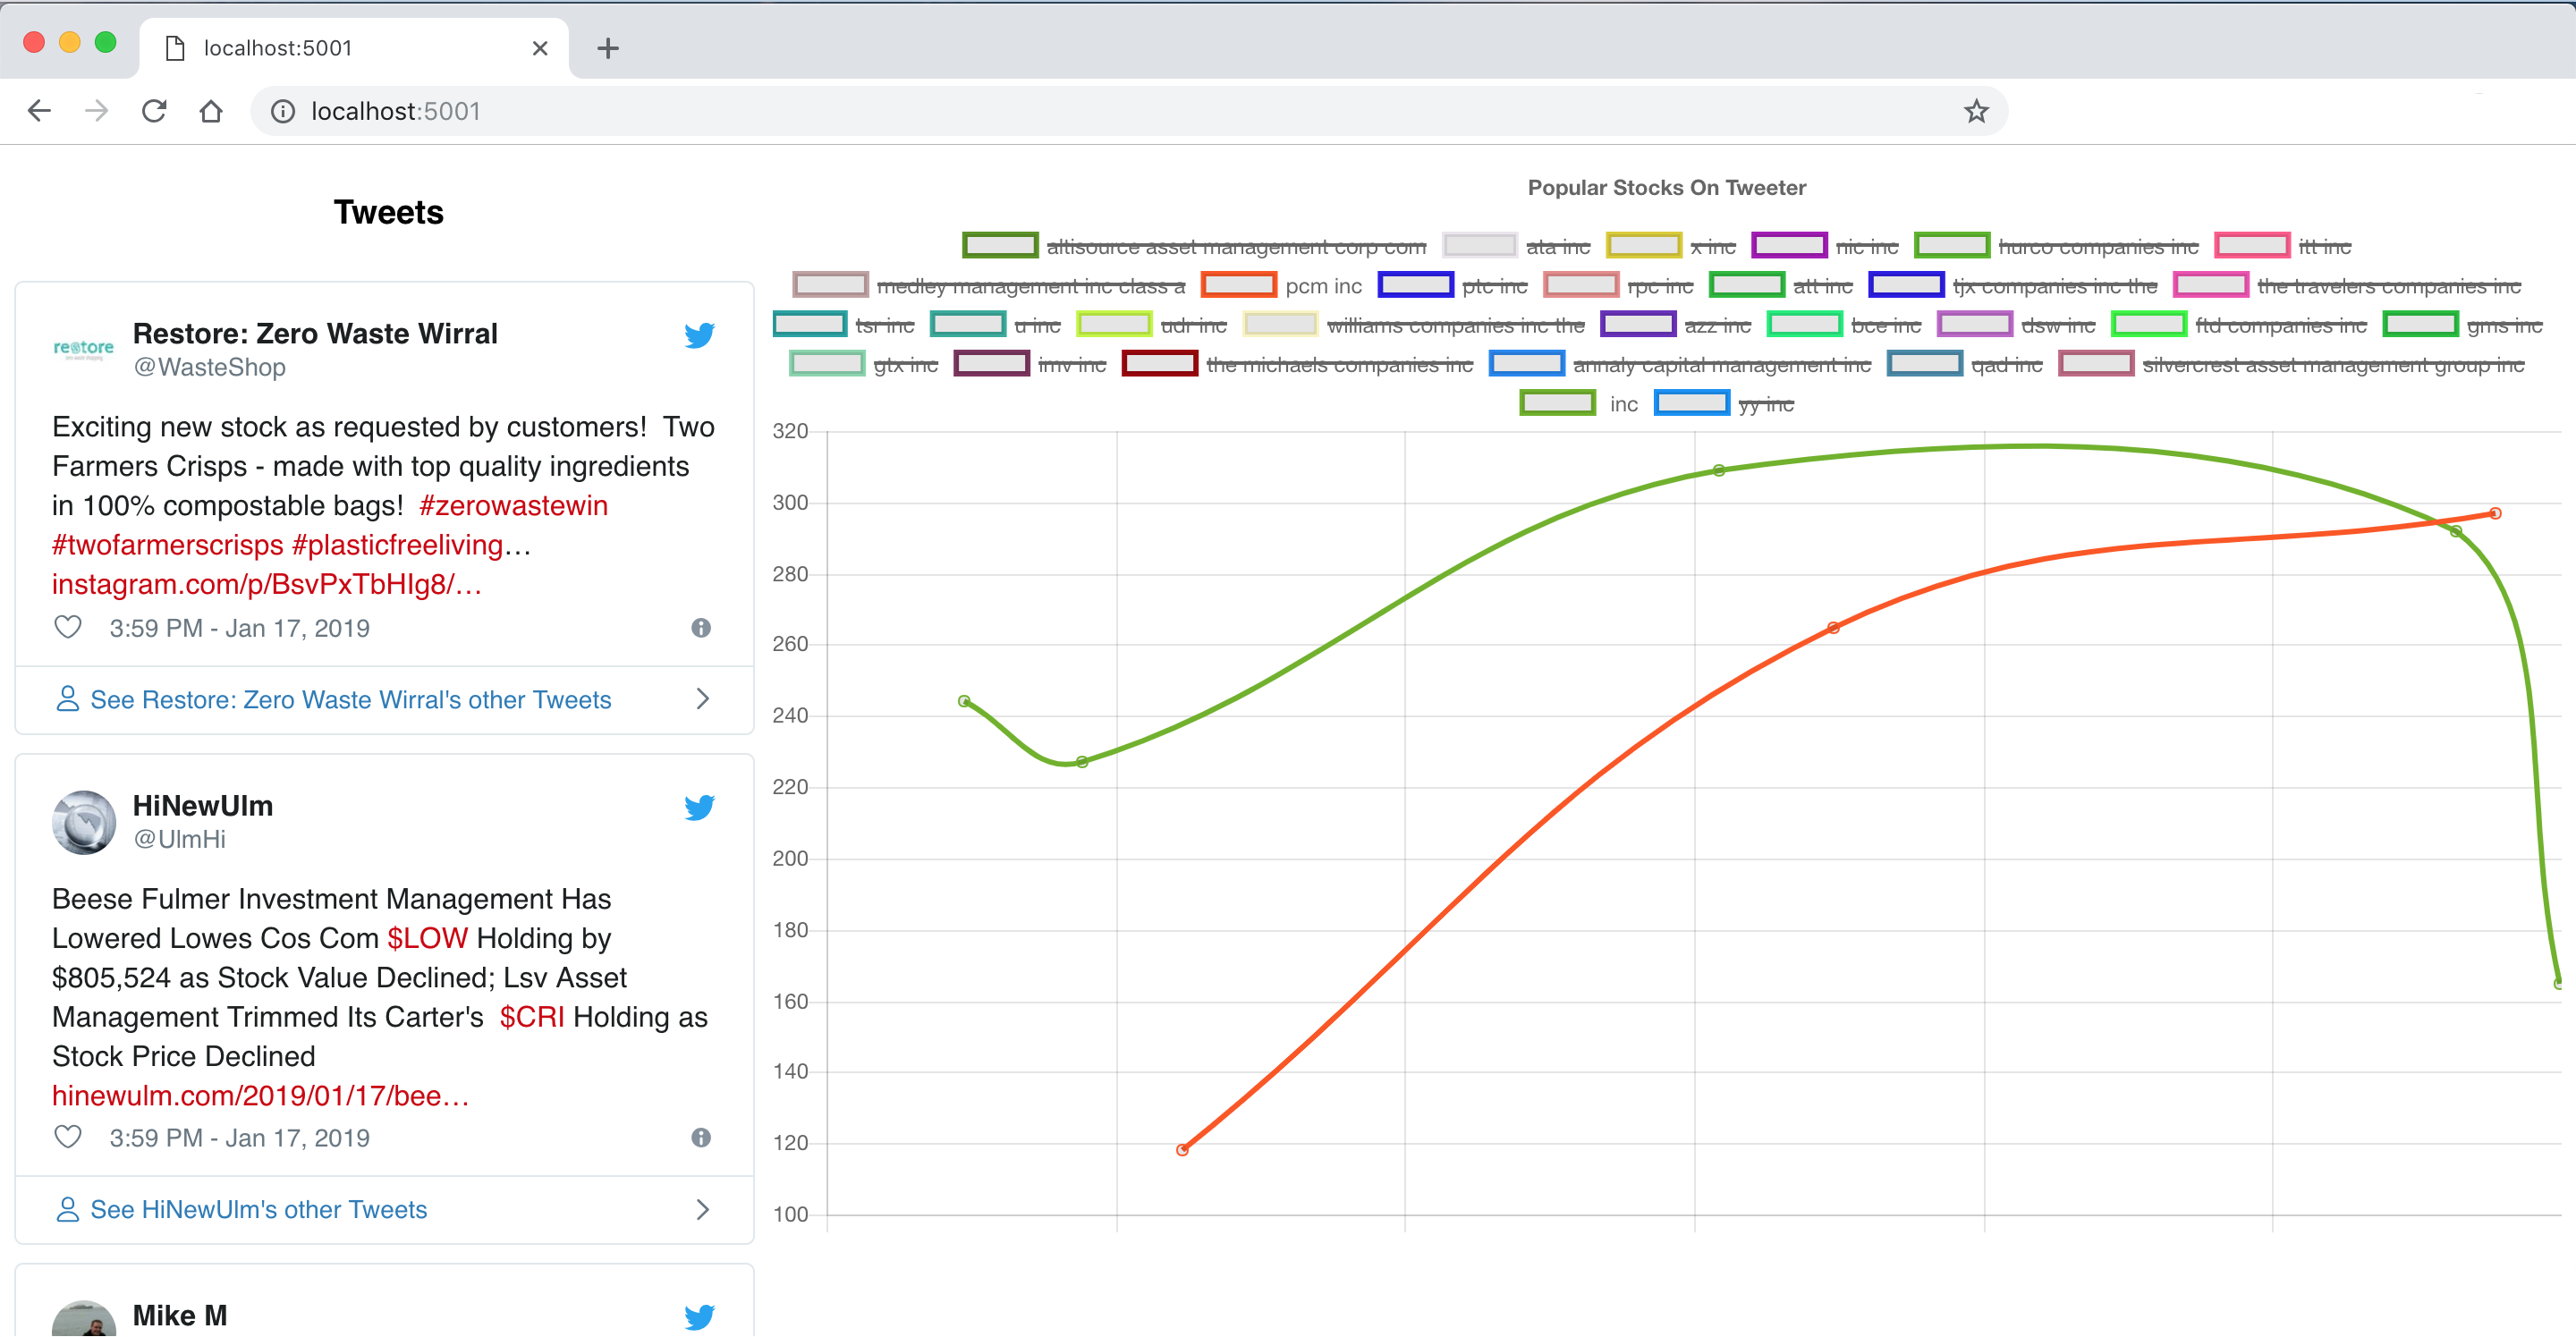 localhost:5001
localhost:5001
Tweets
restore
Restore: Zero Waste Wirral
@WasteShop
Exciting new stock as requested by customers! Two
Farmers Crisps - made with top quality ingredients
in 100% compostable bags! #zerowastewin
#twofarmerscrisps #plasticfreeliving…
instagram.com/p/BsvPxTbHIg8/…
3:59 PM - Jan 17, 2019
See Restore: Zero Waste Wirral's other Tweets
HiNewUlm
@UlmHi
Beese Fulmer Investment Management Has
Lowered Lowes Cos Com $LOW Holding by
$805,524 as Stock Value Declined; Lsv Asset
Management Trimmed Its Carter's $CRI Holding as
Stock Price Declined
hinewulm.com/2019/01/17/bee…
3:59 PM - Jan 17, 2019
See HiNewUlm's other Tweets
Mike M
Popular Stocks On Tweeter
altisource asset management corp com ata inc x inc nic inc hurco companies inc itt inc
medley management inc class a pcm inc ptc inc rpc inc att inc tjx companies inc the the travelers companies inc
tsr inc u inc udr inc williams companies inc the azz inc bce inc dsw inc ftd companies inc gms inc
gtx inc imv inc the michaels companies inc annaly capital management inc qad inc silvercrest asset management group inc
inc yy inc
320
300
280
260
240
220
200
180
160
140
120
100